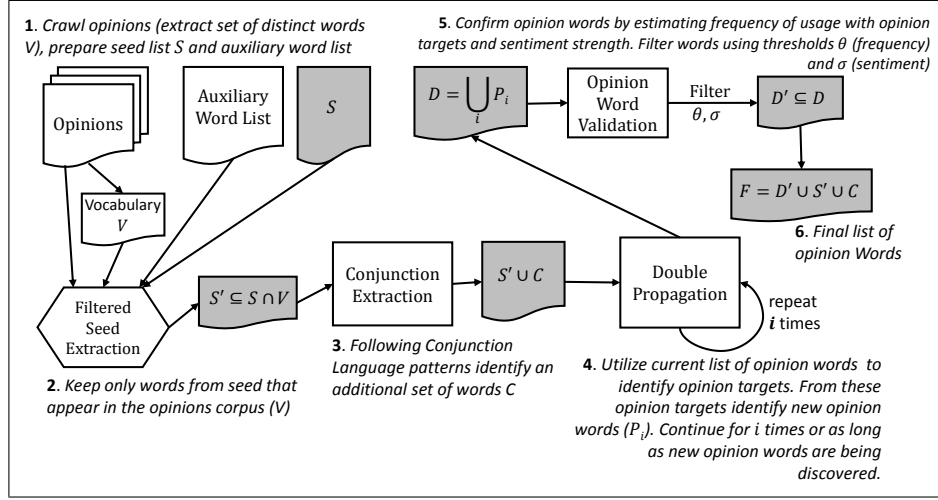 1. Crawl opinions (extract set of distinct words
V), prepare seed list S and auxiliary word list
Opinions
Auxiliary
Word List
S
Vocabulary
V
Filtered
Seed
Extraction
S′ ⊆ S ∩ V
2. Keep only words from seed that
appear in the opinions corpus (V)
Conjunction
Extraction
3. Following Conjunction
Language patterns identify an
additional set of words C
S′ ∪ C
Double
Propagation
repeat
i times
4. Utilize current list of opinion words to
identify opinion targets. From these
opinion targets identify new opinion
words (P_i). Continue for i times or as long
as new opinion words are being
discovered.
5. Confirm opinion words by estimating frequency of usage with opinion
targets and sentiment strength. Filter words using thresholds θ (frequency)
and σ (sentiment)
D = ⋃_i P_i
Opinion
Word
Validation
Filter
θ, σ
D′ ⊆ D
F = D′ ∪ S′ ∪ C
6. Final list of
opinion Words